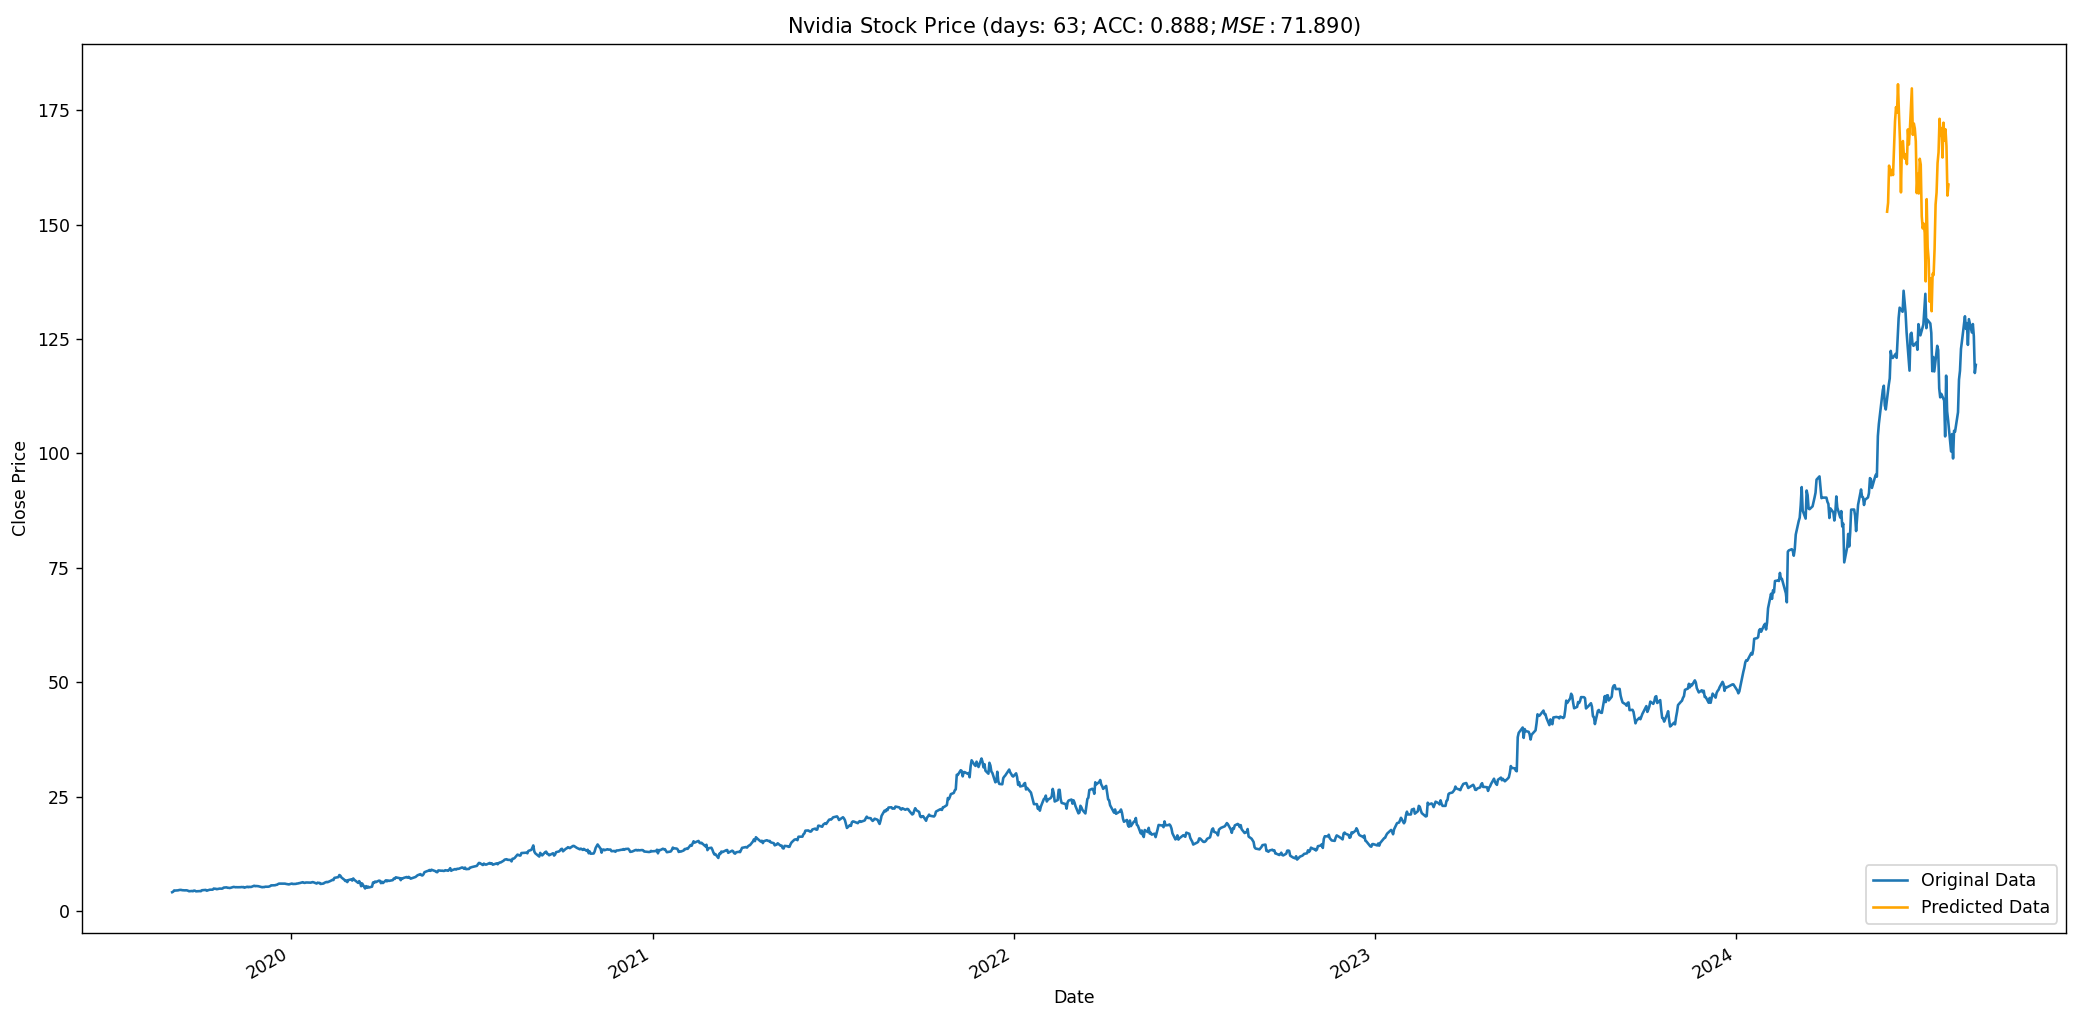 Nvidia Stock Price (days: 63; ACC: 0.888; MSE : 71.890)
Close Price
175
150
125
100
75
50
25
0
2020
2021
2022
2023
2024
Date
Original Data
Predicted Data